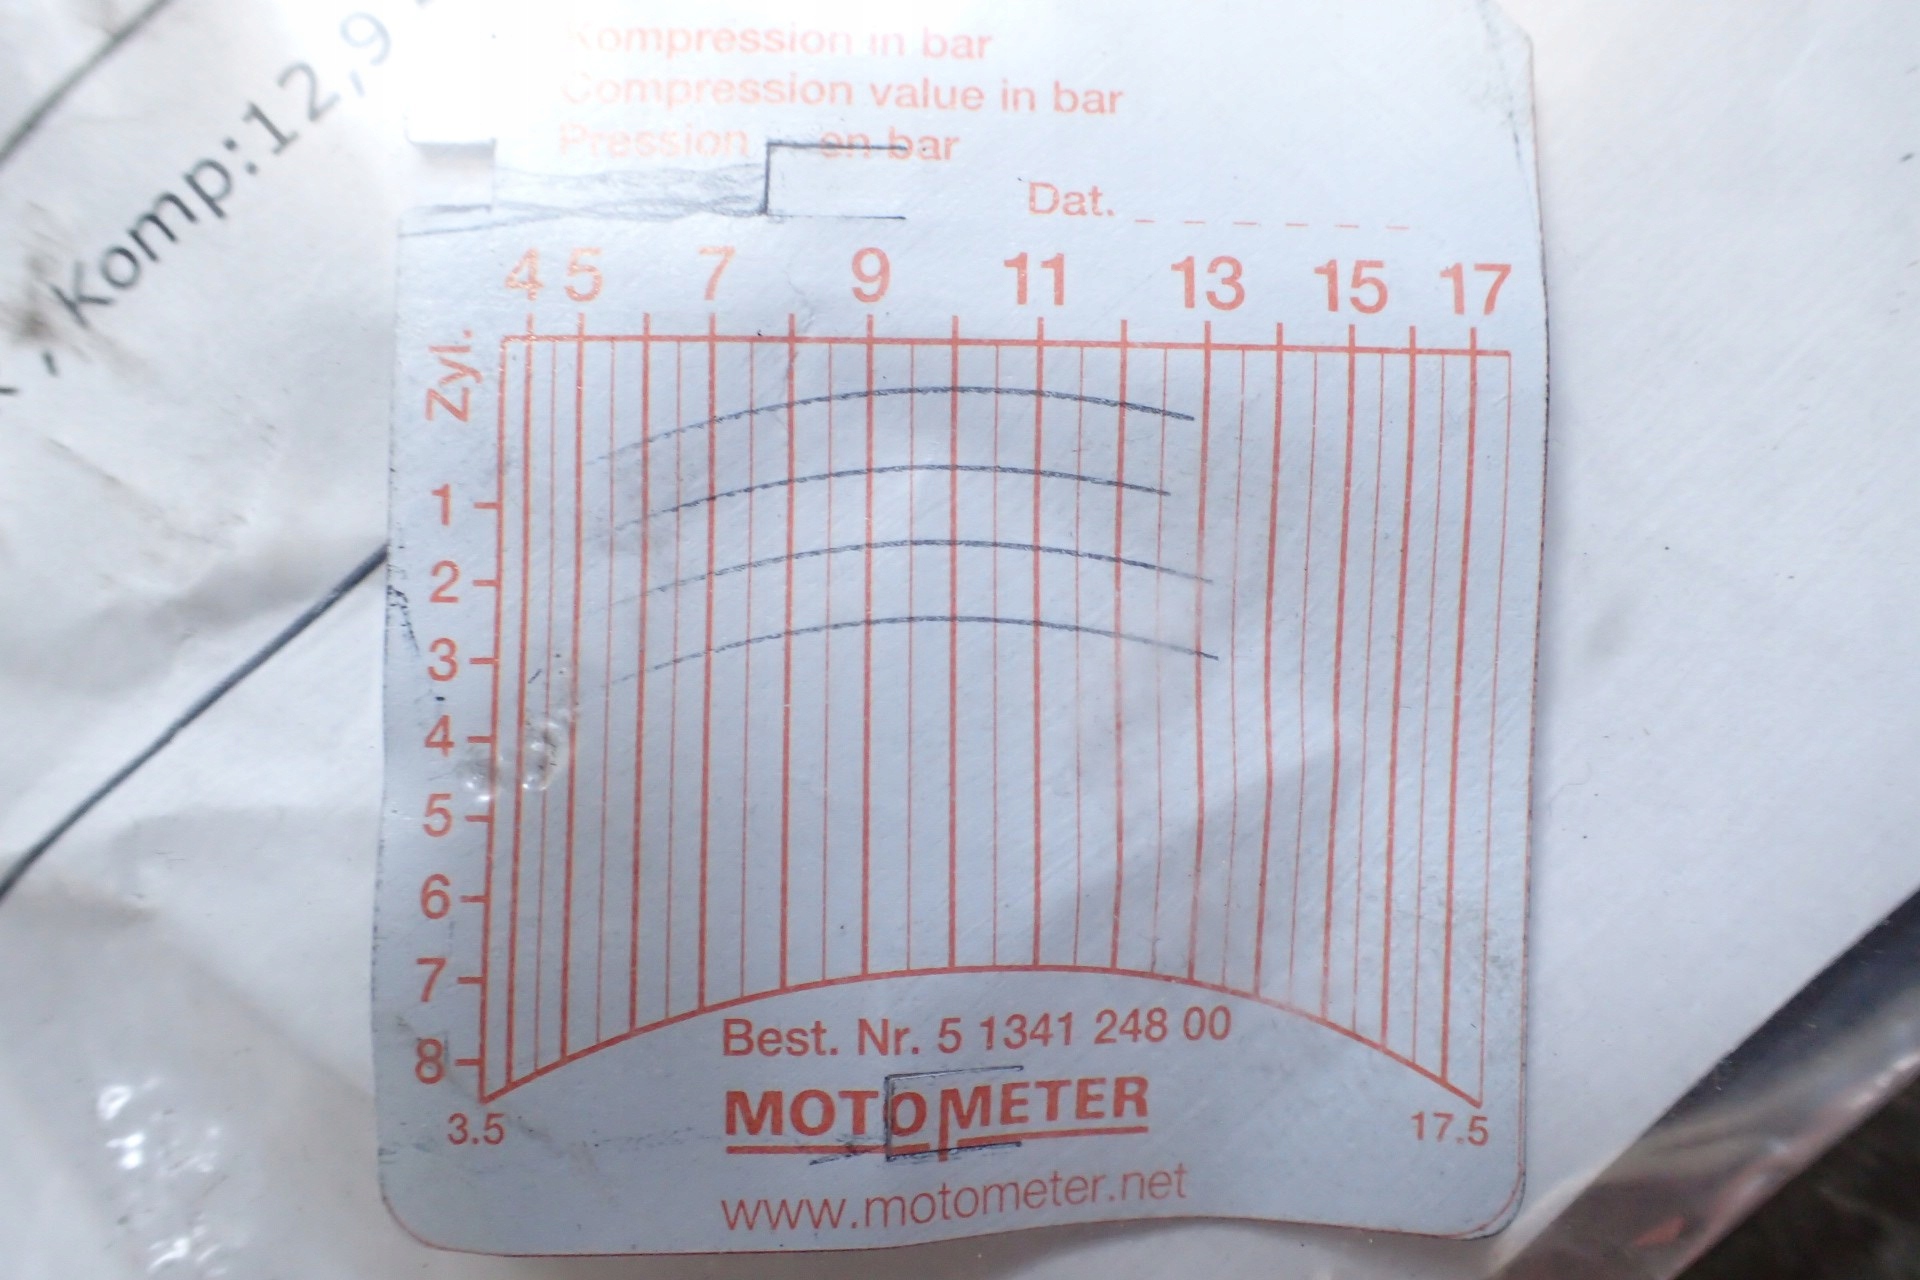 Komp:12,9
Kompression in bar
Compression value in bar
Pression en bar
Dat.
4 5 7 9 11 13 15 17
Zyl.
1
2
3
4
5
6
7
8
3.5
17.5
Best. Nr. 5 1341 248 00
MOTOMETER
www.motometer.net